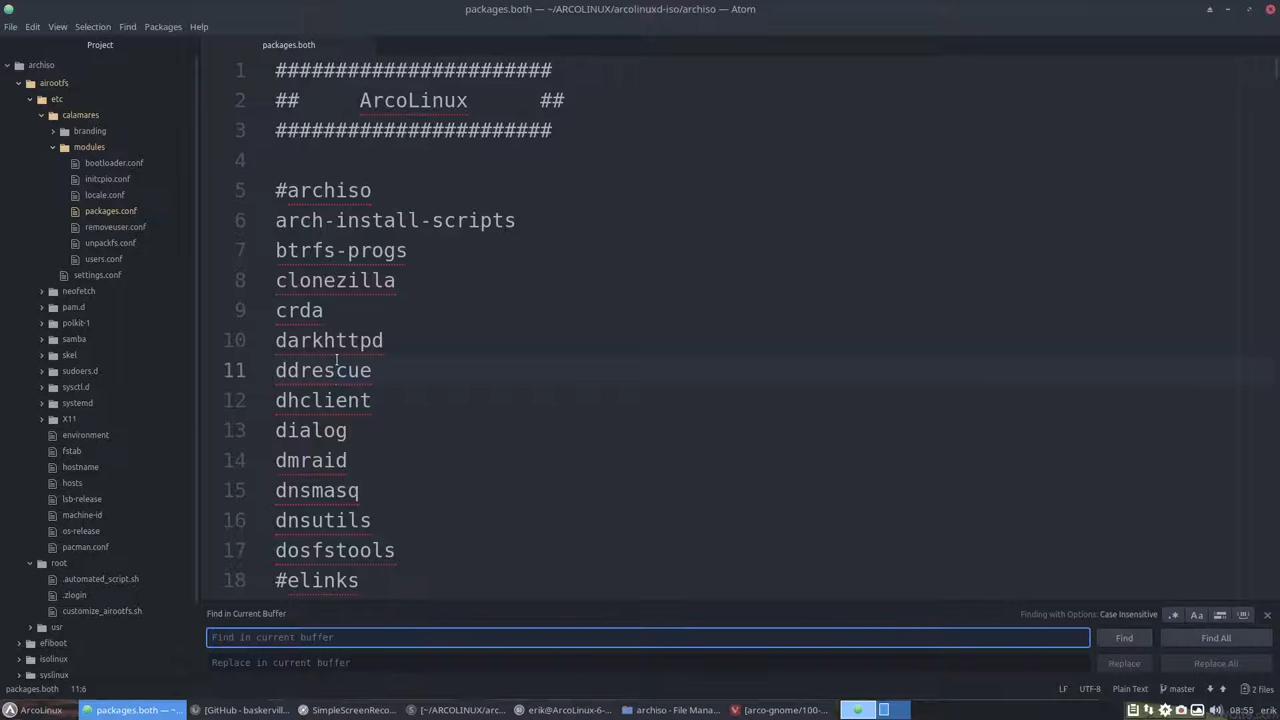 packages.both — ~/ARCOLINUX/arcolinuxd-iso/archiso — Atom
File Edit View Selection Find Packages Help
Project
packages.both
archiso
airootfs
etc
calamares
branding
modules
bootloader.conf
initcpio.conf
locale.conf
packages.conf
removeuser.conf
unpackfs.conf
users.conf
settings.conf
neofetch
pam.d
polkit-1
samba
skel
sudoers.d
sysctl.d
systemd
X11
environment
fstab
hostname
hosts
lsb-release
machine-id
os-release
pacman.conf
root
.automated_script.sh
.zlogin
customize_airootfs.sh
usr
efiboot
isolinux
syslinux
1 #######################
2 ## ArcoLinux ##
3 #######################
4
5 #archiso
6 arch-install-scripts
7 btrfs-progs
8 clonezilla
9 crda
10 darkhttpd
11 ddrescue
12 dhclient
13 dialog
14 dmraid
15 dnsmasq
16 dnsutils
17 dosfstools
18 #elinks
Find in Current Buffer
Finding with Options: Case Insensitive
.* Aa
Find in current buffer
Find Find All
Replace in current buffer
Replace Replace All
packages.both 11:6
LF UTF-8 Plain Text master 2 files
ArcoLinux packages.both — ~... [GitHub - baskervill... SimpleScreenReco... [~/ARCOLINUX/arc... erik@ArcoLinux-6-... archiso - File Mana... [arco-gnome/100-... 08:55 erik